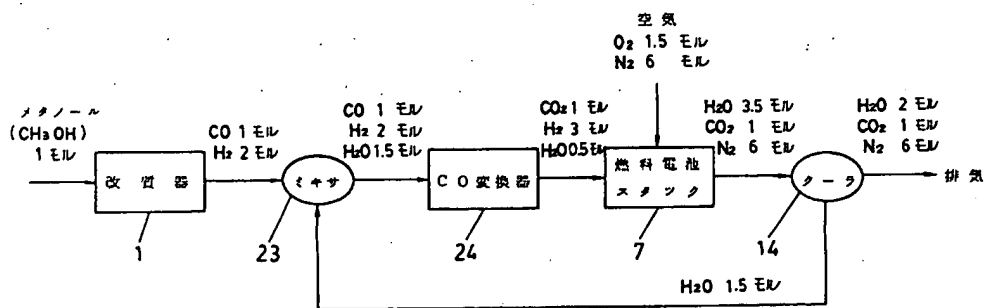 空気
O2 1.5 モル
N2 6 モル
メタノール
(CH3OH)
1モル
CO 1モル
H2 2モル
CO 1 モル
H2 2 モル
H2O 1.5 モル
CO2 1 モル
H2 3 モル
H2O 0.5 モル
H2O 3.5 モル
CO2 1 モル
N2 6 モル
H2O 2モル
CO2 1モル
N2 6モル
改質器
ミキサ
CO変換器
燃料電池
スタック
クーラ
排気
1
23
24
7
14
H2O 1.5 モル